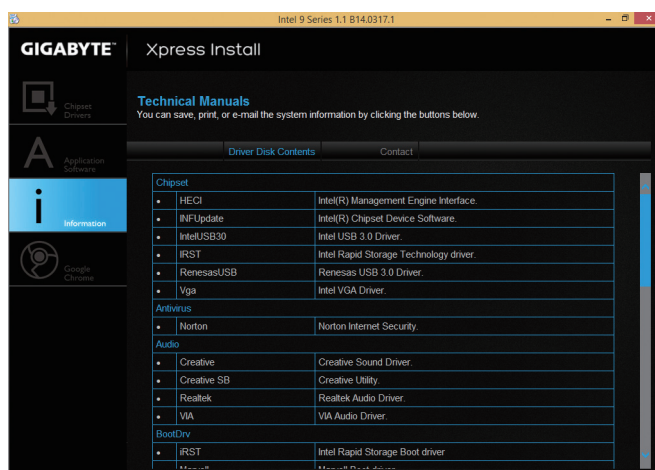 Intel 9 Series 1.1 B14.0317.1
GIGABYTE™ Xpress Install
Chipset
Drivers
Application
Software
Information
Google
Chrome
Technical Manuals
You can save, print, or e-mail the system information by clicking the buttons below.
Driver Disk Contents Contact
Chipset
• HECI Intel(R) Management Engine Interface.
• INFUpdate Intel(R) Chipset Device Software.
• IntelUSB30 Intel USB 3.0 Driver.
• IRST Intel Rapid Storage Technology driver.
• RenesasUSB Renesas USB 3.0 Driver.
• Vga Intel VGA Driver.
Antivirus
• Norton Norton Internet Security.
Audio
• Creative Creative Sound Driver.
• Creative SB Creative Utility.
• Realtek Realtek Audio Driver.
• VIA VIA Audio Driver.
BootDrv
• iRST Intel Rapid Storage Boot driver